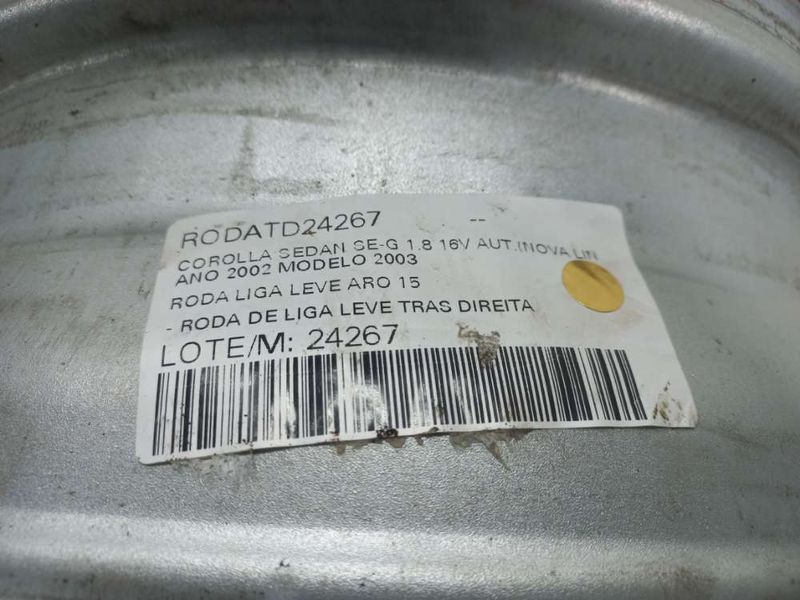 RODATD24267 --
COROLLA SEDAN SE-G 1.8 16V AUT.(NOVA LIN
ANO 2002 MODELO 2003
RODA LIGA LEVE ARO 15
- RODA DE LIGA LEVE TRAS DIREITA
LOTE/M: 24267